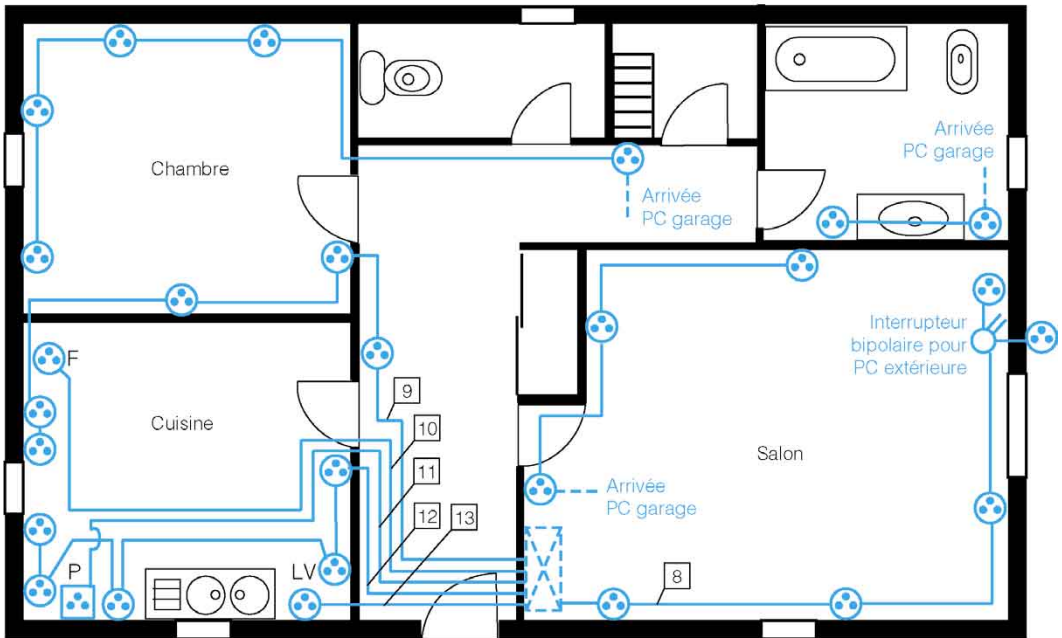 Chambre
Arrivée
PC garage
Arrivée
PC garage
Interrupteur
bipolaire pour
PC extérieure
F
Cuisine
9
10
11
12
13
Salon
Arrivée
PC garage
P
LV
8